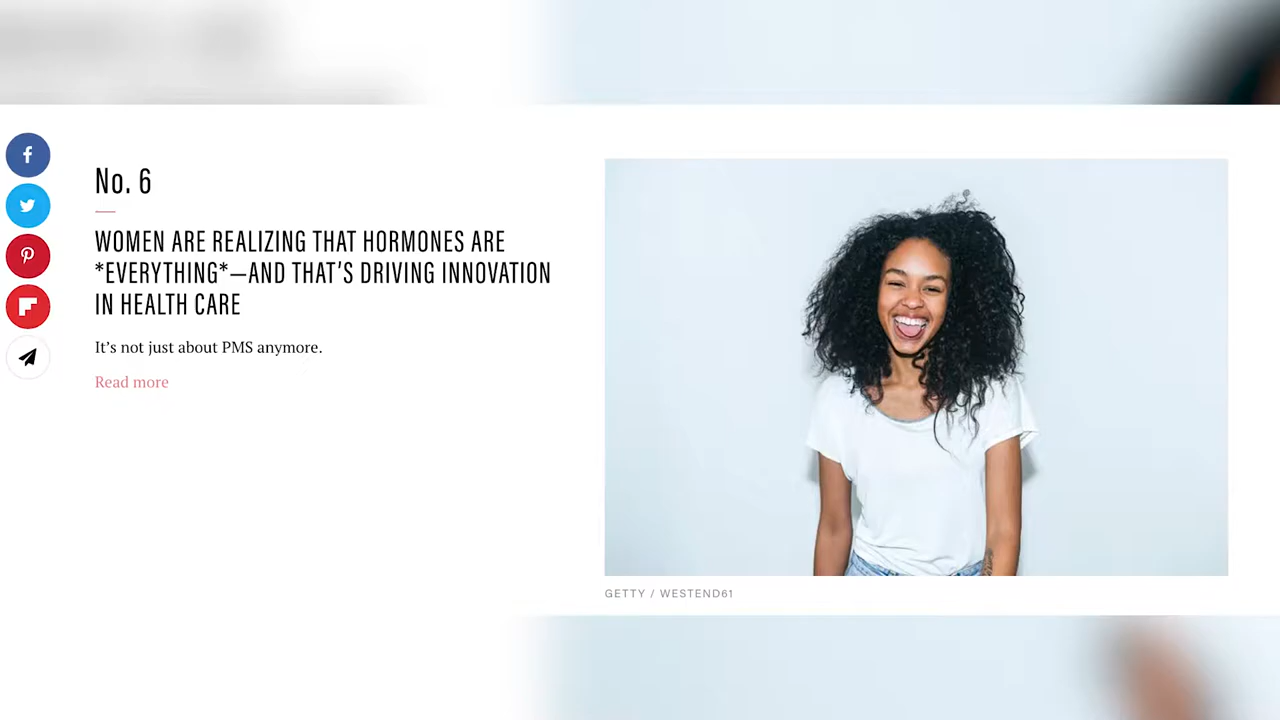 No. 6
WOMEN ARE REALIZING THAT HORMONES ARE
*EVERYTHING*—AND THAT'S DRIVING INNOVATION
IN HEALTH CARE
It's not just about PMS anymore.
Read more
GETTY / WESTEND61